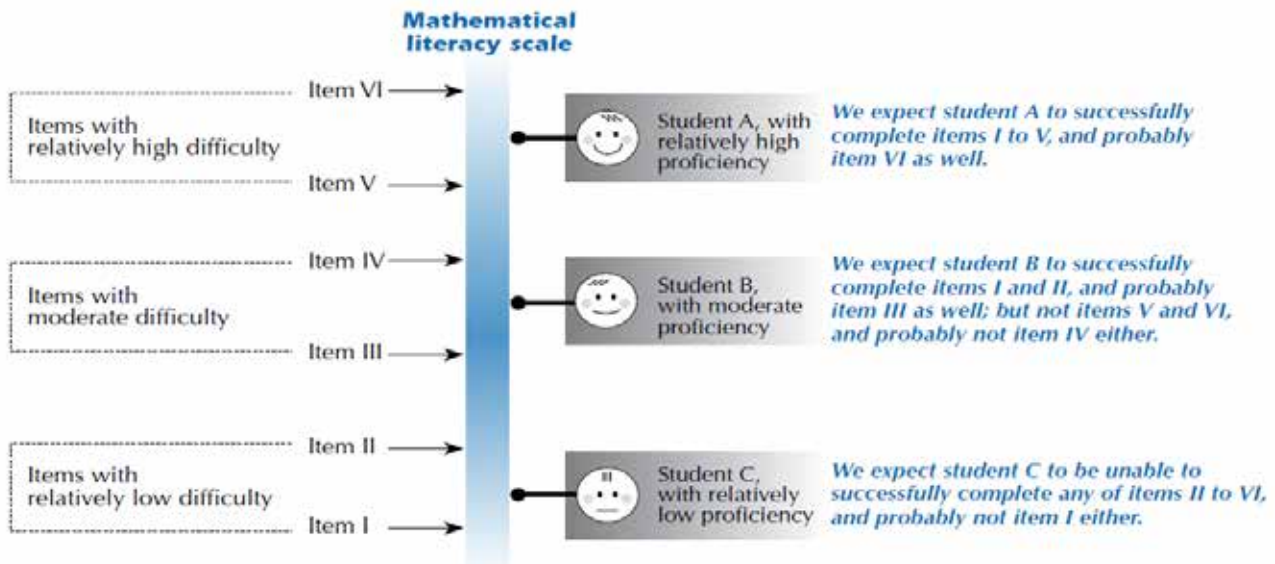 Mathematical
literacy scale
Item VI
Items with
relatively high difficulty
Item V
Student A, with
relatively high
proficiency
We expect student A to successfully
complete items I to V, and probably
item VI as well.
Item IV
Items with
moderate difficulty
Item III
Student B,
with moderate
proficiency
We expect student B to successfully
complete items I and II, and probably
item III as well; but not items V and VI,
and probably not item IV either.
Item II
Items with
relatively low difficulty
Item I
Student C,
with relatively
low proficiency
We expect student C to be unable to
successfully complete any of items II to VI,
and probably not item I either.